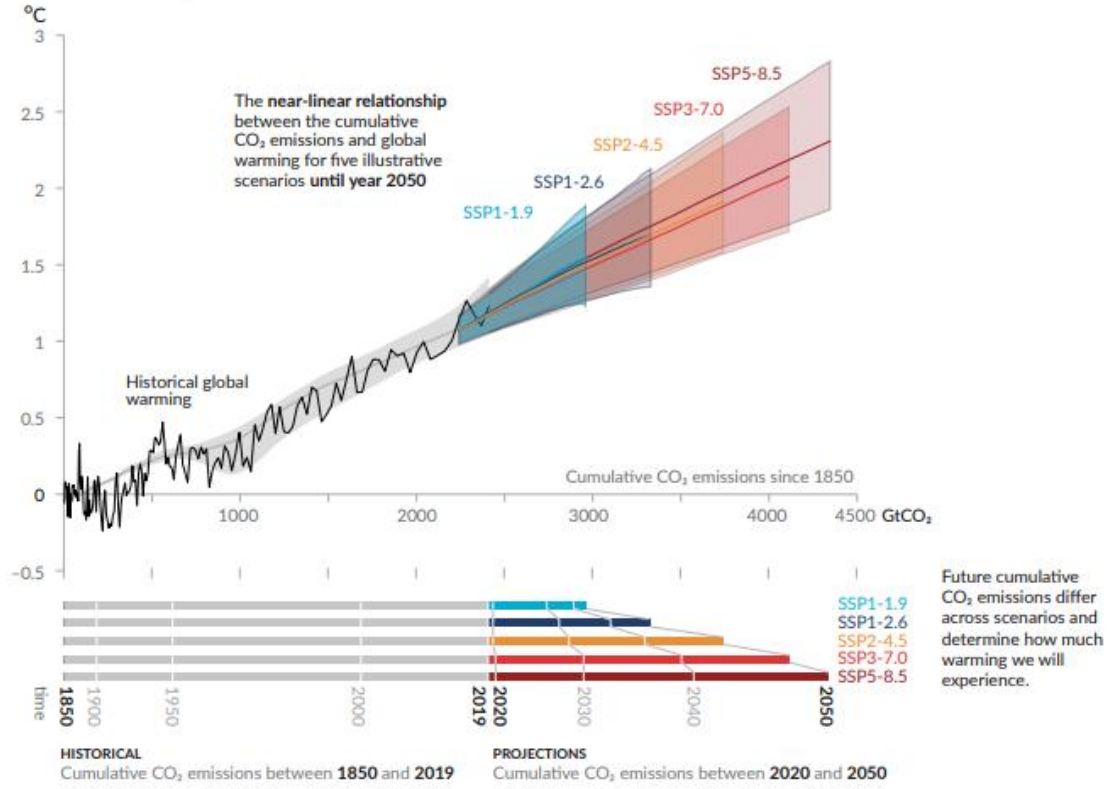 °C
3
SSP5-8.5
The near-linear relationship
between the cumulative
CO₂ emissions and global
warming for five illustrative
scenarios until year 2050
SSP3-7.0
2.5
SSP2-4.5
SSP1-2.6
2
SSP1-1.9
1.5
1
Historical global
warming
0.5
Cumulative CO₂ emissions since 1850
0
1000
2000
3000
4000
4500 GtCO₂
−0.5
Future cumulative
CO₂ emissions differ
across scenarios and
determine how much
warming we will
experience.
SSP1-1.9
SSP1-2.6
SSP2-4.5
SSP3-7.0
SSP5-8.5
time
1850
1900
1950
2000
2019
2020
2030
2040
2050
HISTORICAL
Cumulative CO₂ emissions between 1850 and 2019
PROJECTIONS
Cumulative CO₂ emissions between 2020 and 2050